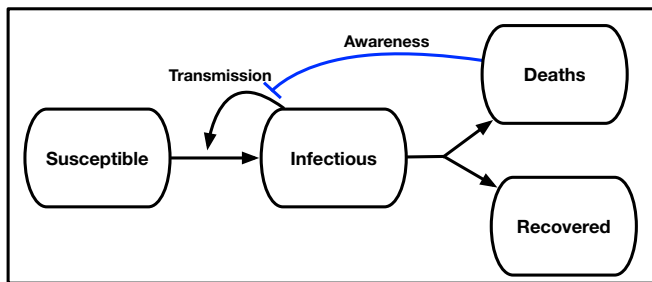 Awareness
Deaths
Transmission
Susceptible
Infectious
Recovered